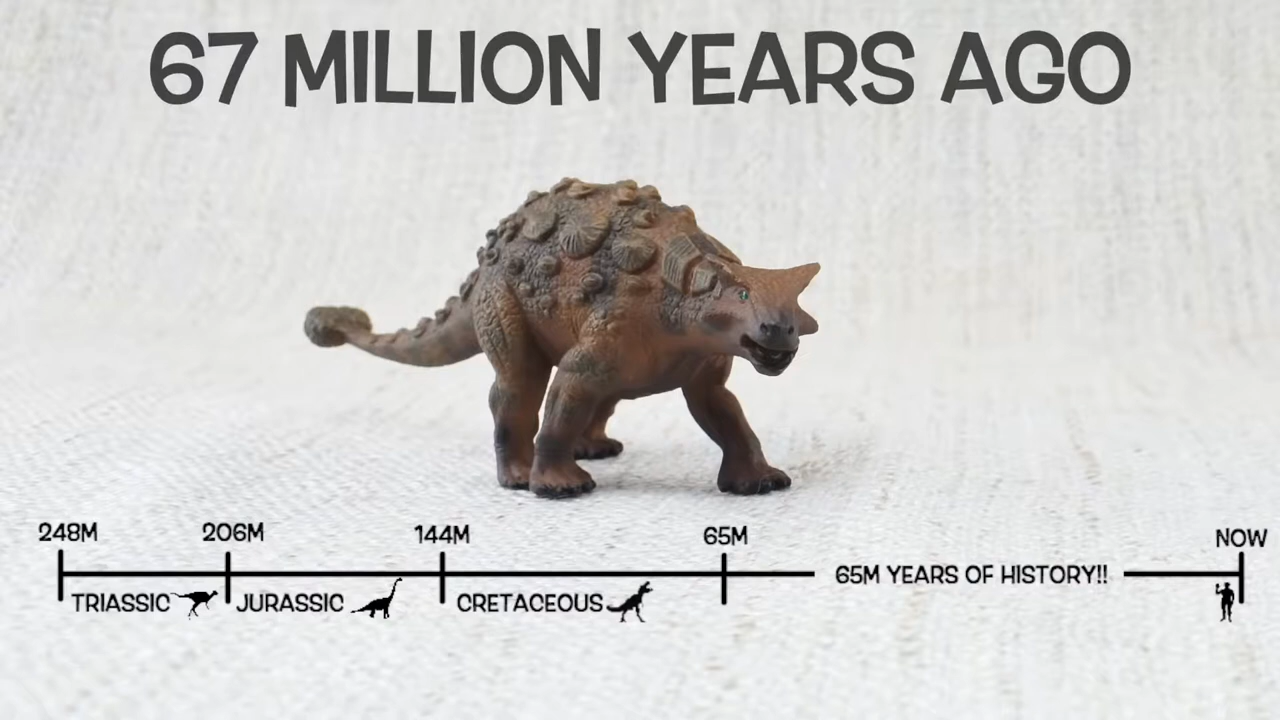 67 MILLION YEARS AGO
248M 206M 144M 65M NOW
65M YEARS OF HISTORY!!
TRIASSIC JURASSIC CRETACEOUS